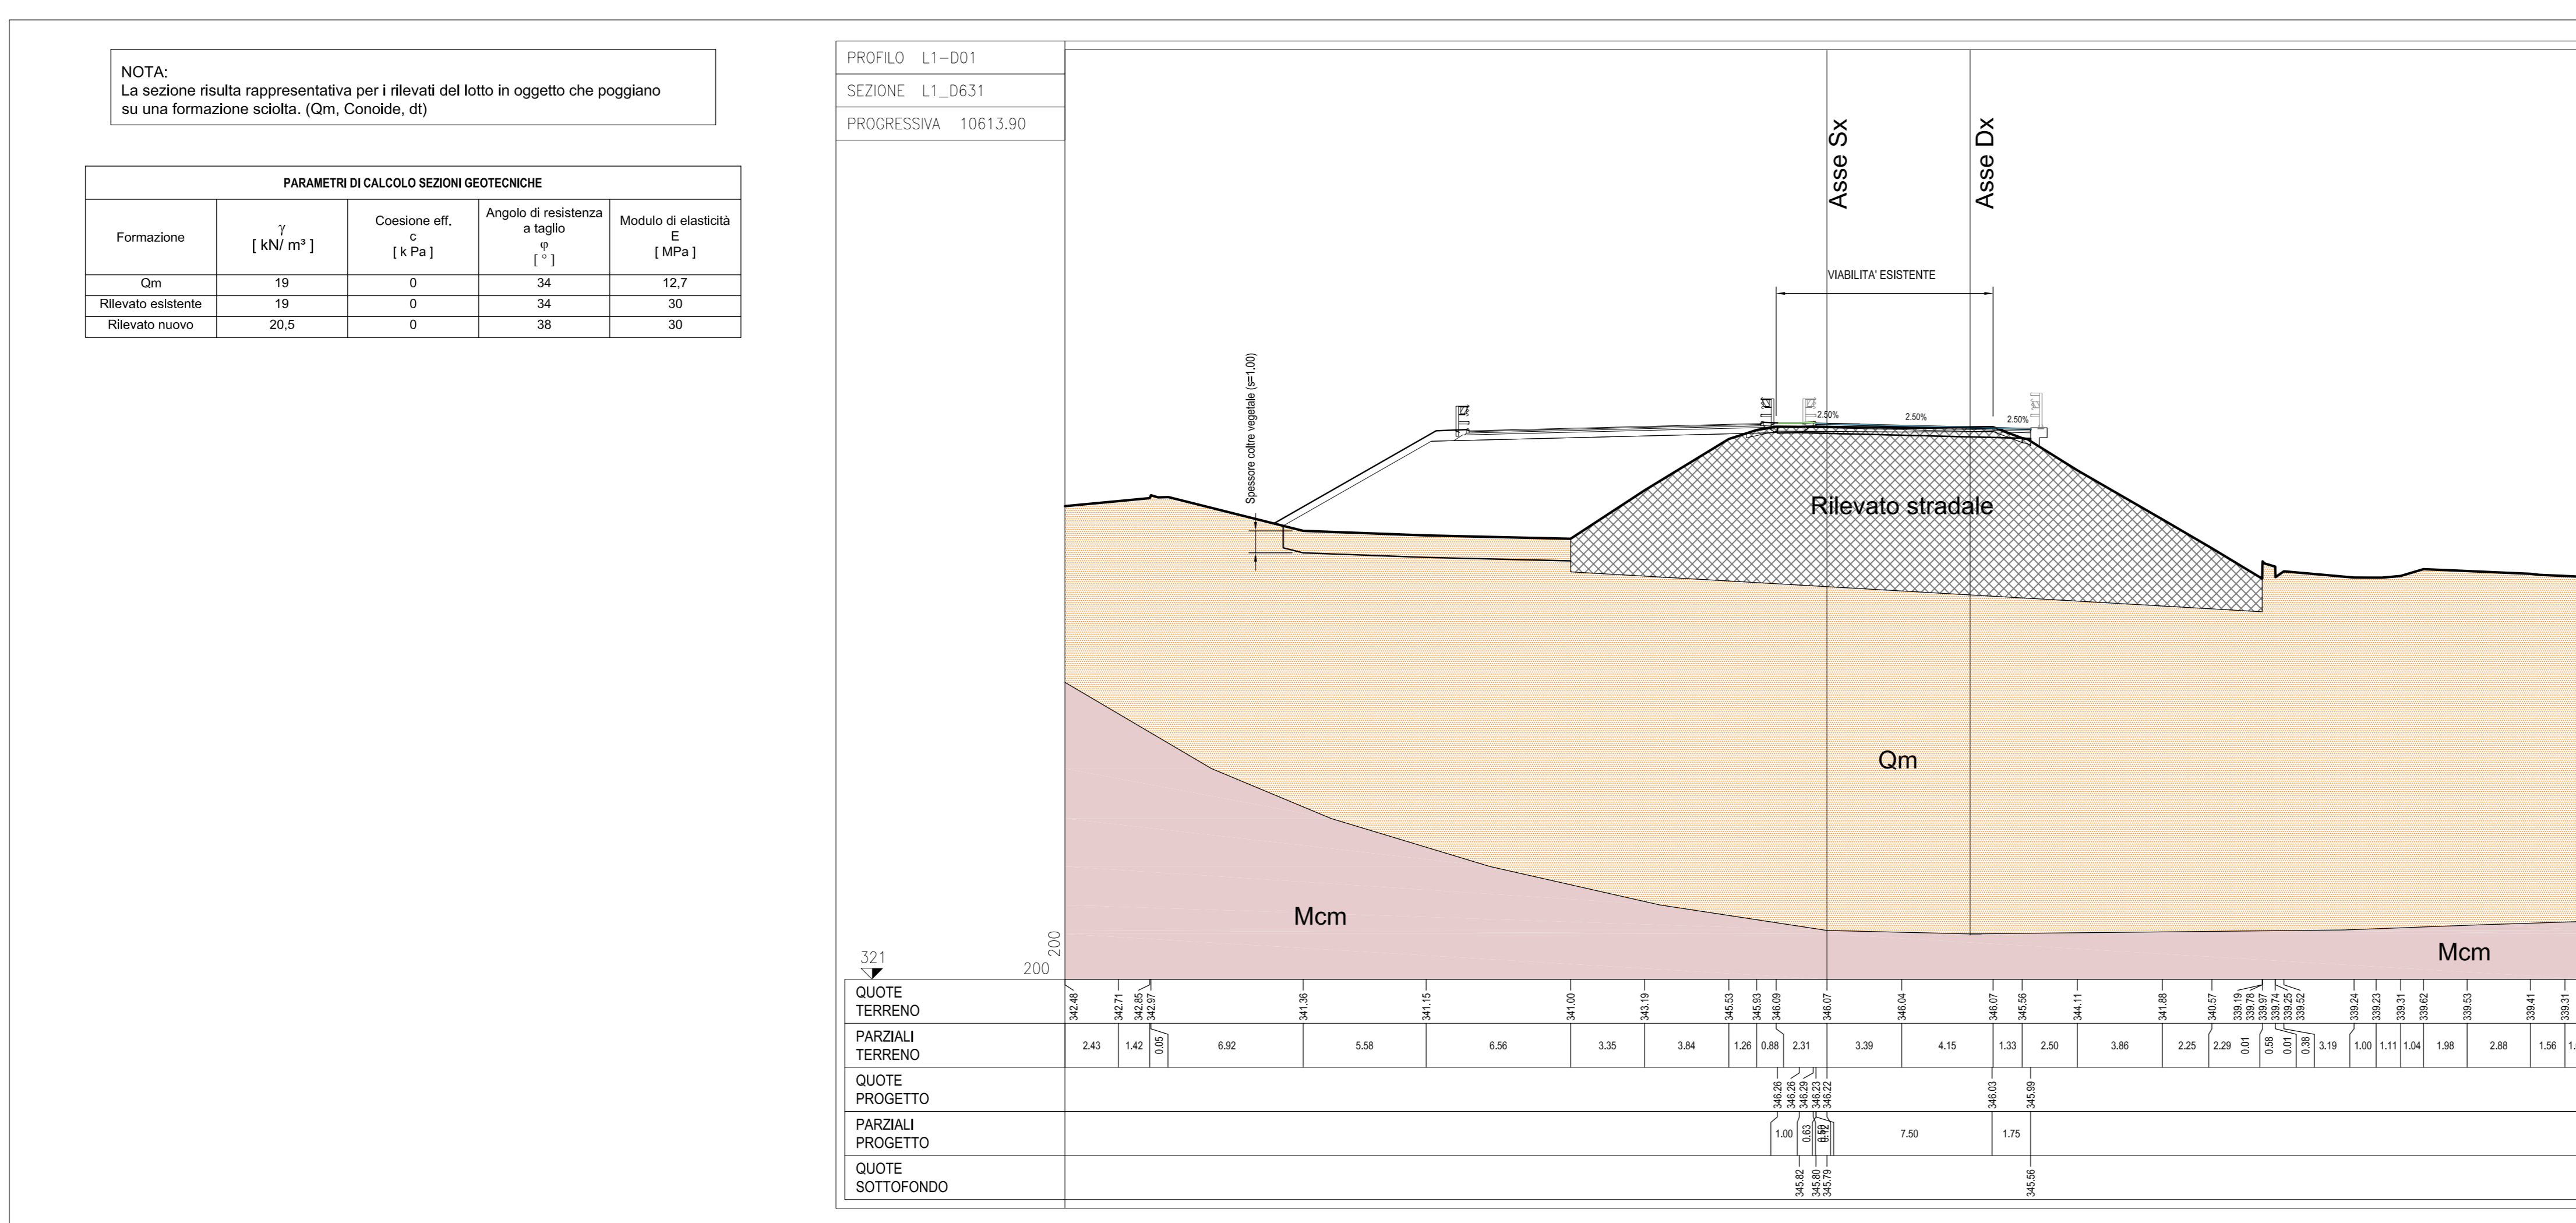 NOTA:
La sezione risulta rappresentativa per i rilevati del lotto in oggetto che poggiano
su una formazione sciolta. (Qm, Conoide, dt)
PARAMETRI DI CALCOLO SEZIONI GEOTECNICHE
Formazione
γ
[ kN/ m³ ]
Coesione eff.
c
[ k Pa ]
Angolo di resistenza
a taglio
φ
[ ° ]
Modulo di elasticità
E
[ MPa ]
Qm 19 0 34 12,7
Rilevato esistente 19 0 34 30
Rilevato nuovo 20,5 0 38 30
PROFILO L1-D01
SEZIONE L1_D631
PROGRESSIVA 10613.90
Asse Sx
Asse Dx
VIABILITA' ESISTENTE
Spessore coltre vegetale (s=1.00)
2.50%
2.50%
2.50%
Rilevato stradale
Qm
Mcm
Mcm
321
200
200
QUOTE
TERRENO
342.48 342.71 342.85 342.97 341.36 341.15 341.00 343.19 345.53 345.93 346.09 346.07 346.04 346.07 345.56 344.11 341.88 340.57 339.19 339.78 339.97 339.74 339.25 339.52 339.24 339.23 339.31 339.62 339.53 339.41 339.31
PARZIALI
TERRENO
2.43 1.42 0.05 6.92 5.58 6.56 3.35 3.84 1.26 0.88 2.31 3.39 4.15 1.33 2.50 3.86 2.25 2.29 0.01 0.58 0.01 0.38 3.19 1.00 1.11 1.04 1.98 2.88 1.56
QUOTE
PROGETTO
346.26 346.26 346.29 346.23 346.22 346.03 345.99
PARZIALI
PROGETTO
1.00 0.63 7.50 1.75
QUOTE
SOTTOFONDO
345.82 345.80 345.79 345.56